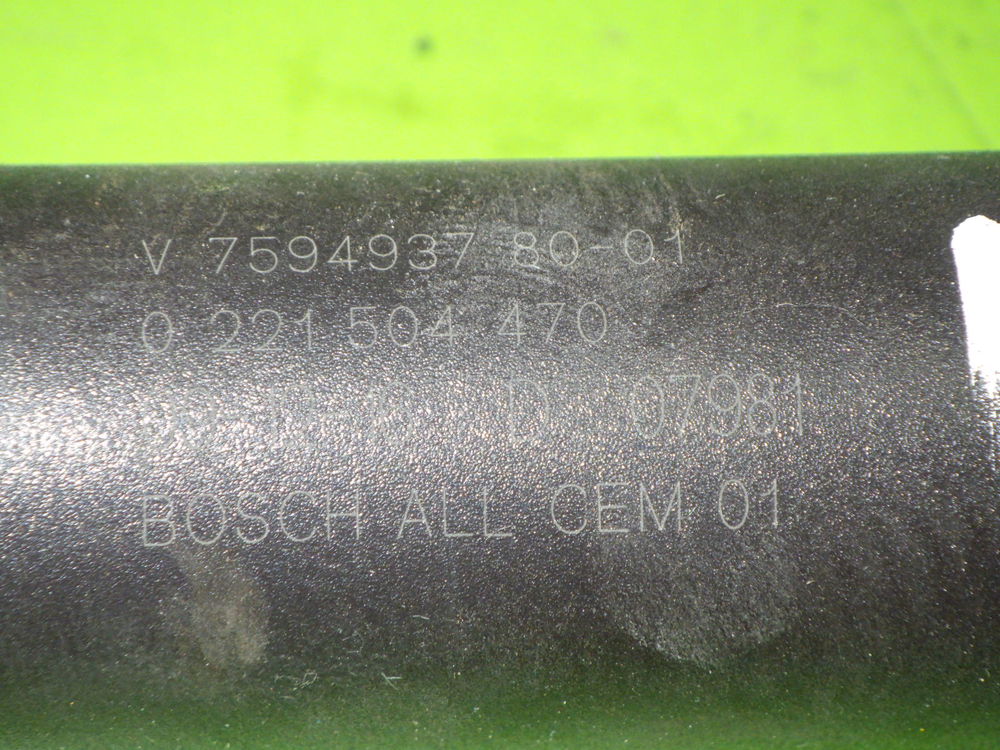 V 7594937 80-01
0 221 504 470
D 07981
BOSCH ALL CEM 01